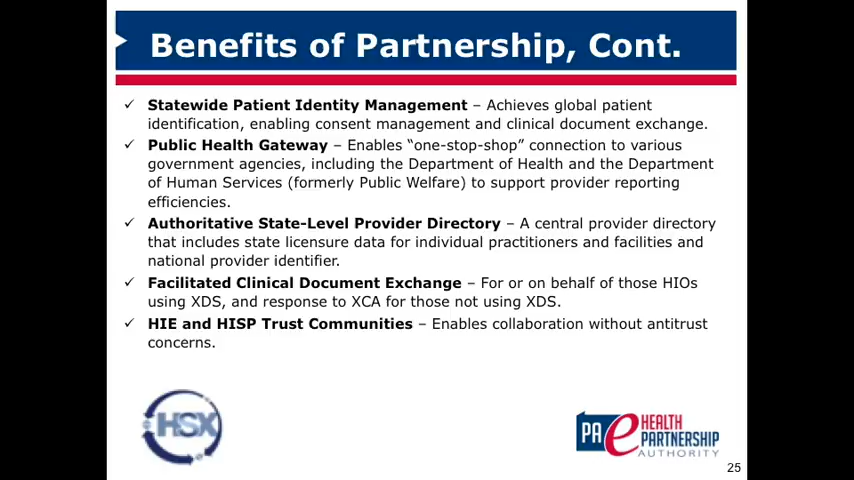 Benefits of Partnership, Cont.
✓ Statewide Patient Identity Management – Achieves global patient
identification, enabling consent management and clinical document exchange.
✓ Public Health Gateway – Enables “one-stop-shop” connection to various
government agencies, including the Department of Health and the Department
of Human Services (formerly Public Welfare) to support provider reporting
efficiencies.
✓ Authoritative State-Level Provider Directory – A central provider directory
that includes state licensure data for individual practitioners and facilities and
national provider identifier.
✓ Facilitated Clinical Document Exchange – For or on behalf of those HIOs
using XDS, and response to XCA for those not using XDS.
✓ HIE and HISP Trust Communities – Enables collaboration without antitrust
concerns.
HSX
PA e HEALTH
PARTNERSHIP
AUTHORITY
25